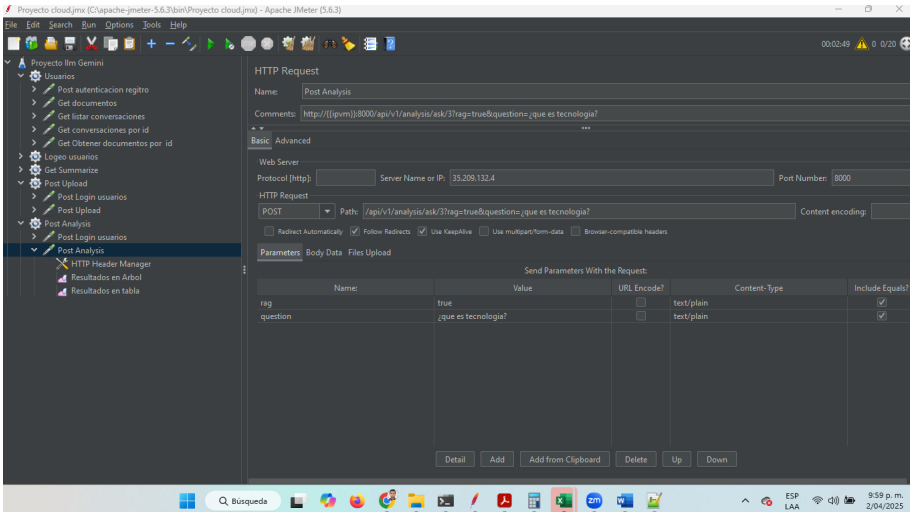 Proyecto cloud.jmx (C:\apache-jmeter-5.6.3\bin\Proyecto cloud.jmx) - Apache JMeter (5.6.3)
File Edit Search Run Options Tools Help
00:02:49 0 0/20
Proyecto llm Gemini
Usuarios
Post autenticacion regitro
Get documentos
Get listar conversaciones
Get conversaciones por id
Get Obtener documentos por id
Logeo usuarios
Get Summarize
Post Upload
Post Login usuarios
Post Upload
Post Analysis
Post Login usuarios
Post Analysis
HTTP Header Manager
Resultados en Arbol
Resultados en tabla
HTTP Request
Name: Post Analysis
Comments: http://{{ipvm}}:8000/api/v1/analysis/ask/3?rag=true&question=¿que es tecnologia?
Basic Advanced
Web Server
Protocol [http]: Server Name or IP: 35.209.132.4 Port Number: 8000
HTTP Request
POST Path: /api/v1/analysis/ask/3?rag=true&question=¿que es tecnologia? Content encoding:
Redirect Automatically Follow Redirects Use KeepAlive Use multipart/form-data Browser-compatible headers
Parameters Body Data Files Upload
Send Parameters With the Request:
Name: Value URL Encode? Content-Type Include Equals?
rag true text/plain
question ¿que es tecnologia? text/plain
Detail Add Add from Clipboard Delete Up Down
Búsqueda
zm
ESP
LAA
9:59 p. m.
2/04/2025